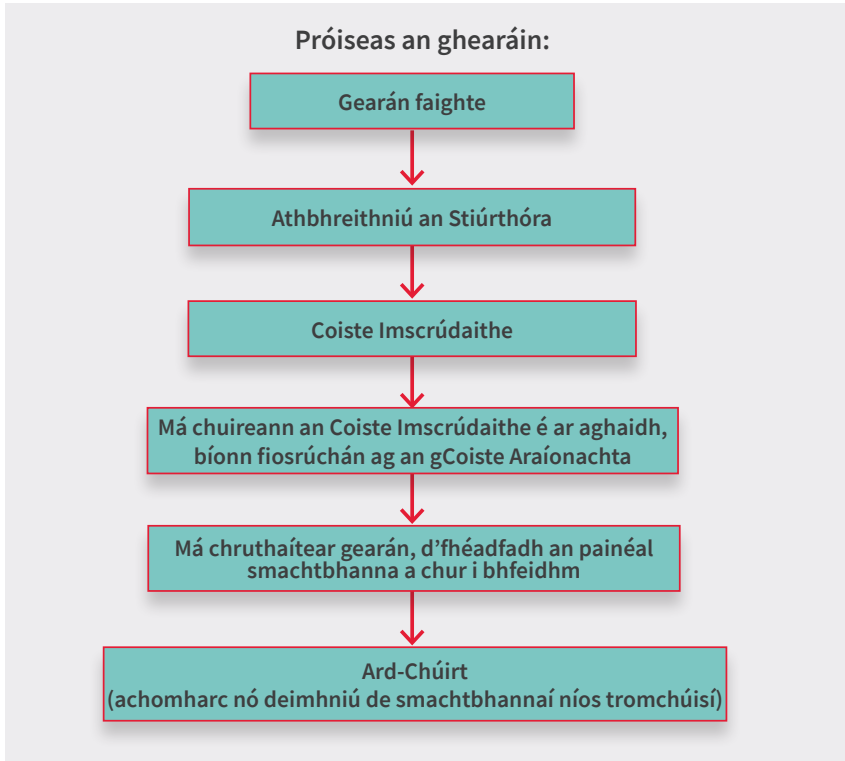 Próiseas an ghearáin:
Gearán faighte
Athbhreithniú an Stiúrthóra
Coiste Imscrúdaithe
Má chuireann an Coiste Imscrúdaithe é ar aghaidh,
bíonn fiosrúchán ag an gCoiste Araíonachta
Má chruthaítear gearán, d'fhéadfadh an painéal
smachtbhanna a chur i bhfeidhm
Ard-Chúirt
(achomharc nó deimhniú de smachtbhannaí níos tromchúisí)